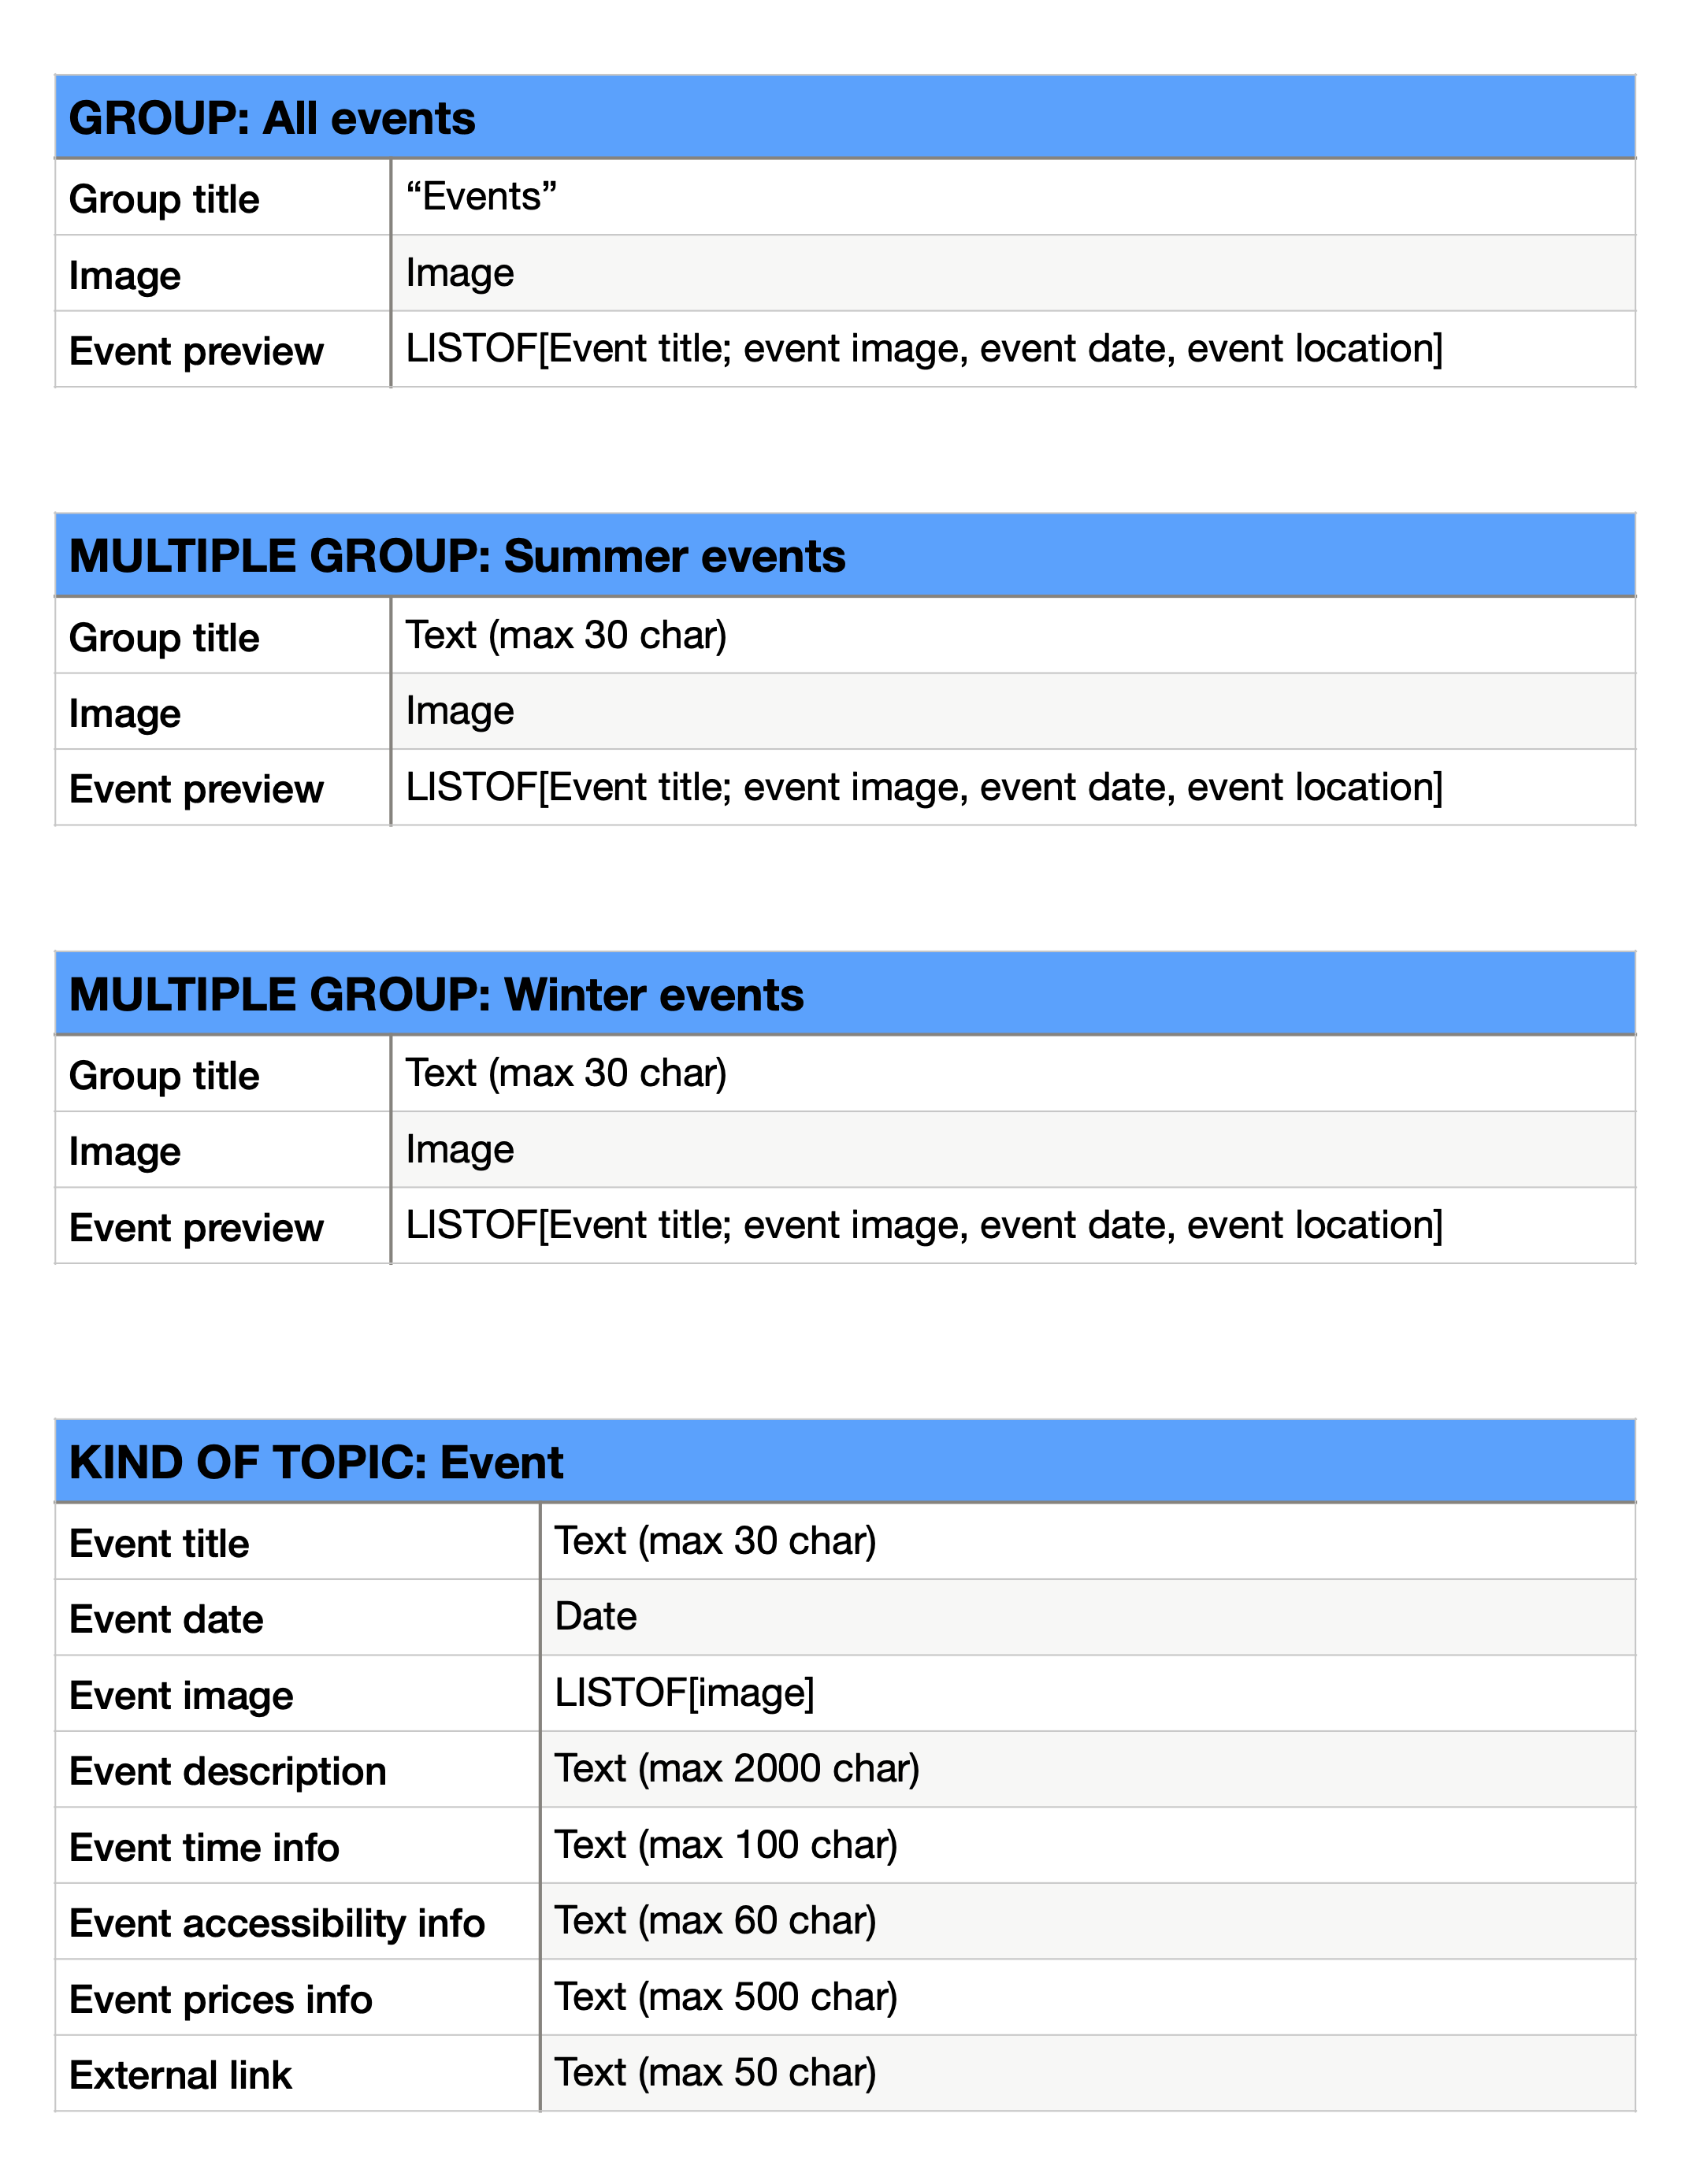 GROUP: All events
Group title “Events”
Image Image
Event preview LISTOF[Event title; event image, event date, event location]
MULTIPLE GROUP: Summer events
Group title Text (max 30 char)
Image Image
Event preview LISTOF[Event title; event image, event date, event location]
MULTIPLE GROUP: Winter events
Group title Text (max 30 char)
Image Image
Event preview LISTOF[Event title; event image, event date, event location]
KIND OF TOPIC: Event
Event title Text (max 30 char)
Event date Date
Event image LISTOF[image]
Event description Text (max 2000 char)
Event time info Text (max 100 char)
Event accessibility info Text (max 60 char)
Event prices info Text (max 500 char)
External link Text (max 50 char)